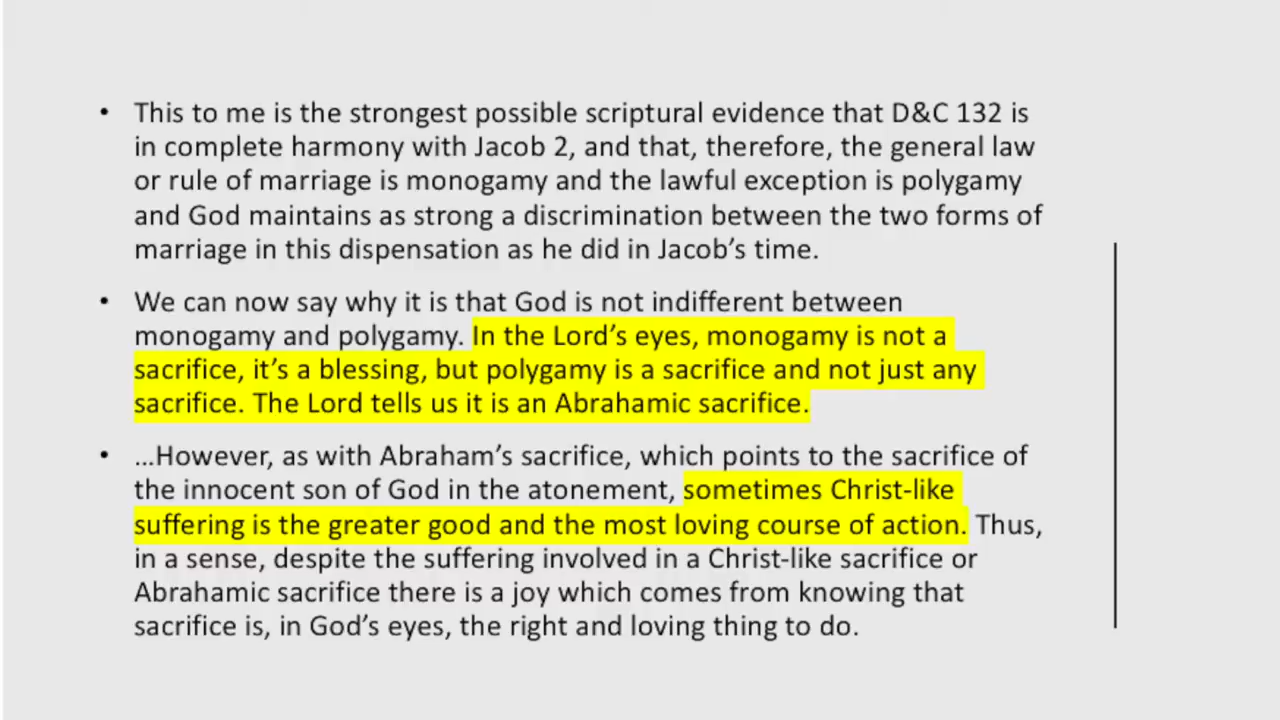 • This to me is the strongest possible scriptural evidence that D&C 132 is
in complete harmony with Jacob 2, and that, therefore, the general law
or rule of marriage is monogamy and the lawful exception is polygamy
and God maintains as strong a discrimination between the two forms of
marriage in this dispensation as he did in Jacob’s time.
• We can now say why it is that God is not indifferent between
monogamy and polygamy. In the Lord’s eyes, monogamy is not a
sacrifice, it’s a blessing, but polygamy is a sacrifice and not just any
sacrifice. The Lord tells us it is an Abrahamic sacrifice.
• …However, as with Abraham’s sacrifice, which points to the sacrifice of
the innocent son of God in the atonement, sometimes Christ-like
suffering is the greater good and the most loving course of action. Thus,
in a sense, despite the suffering involved in a Christ-like sacrifice or
Abrahamic sacrifice there is a joy which comes from knowing that
sacrifice is, in God’s eyes, the right and loving thing to do.